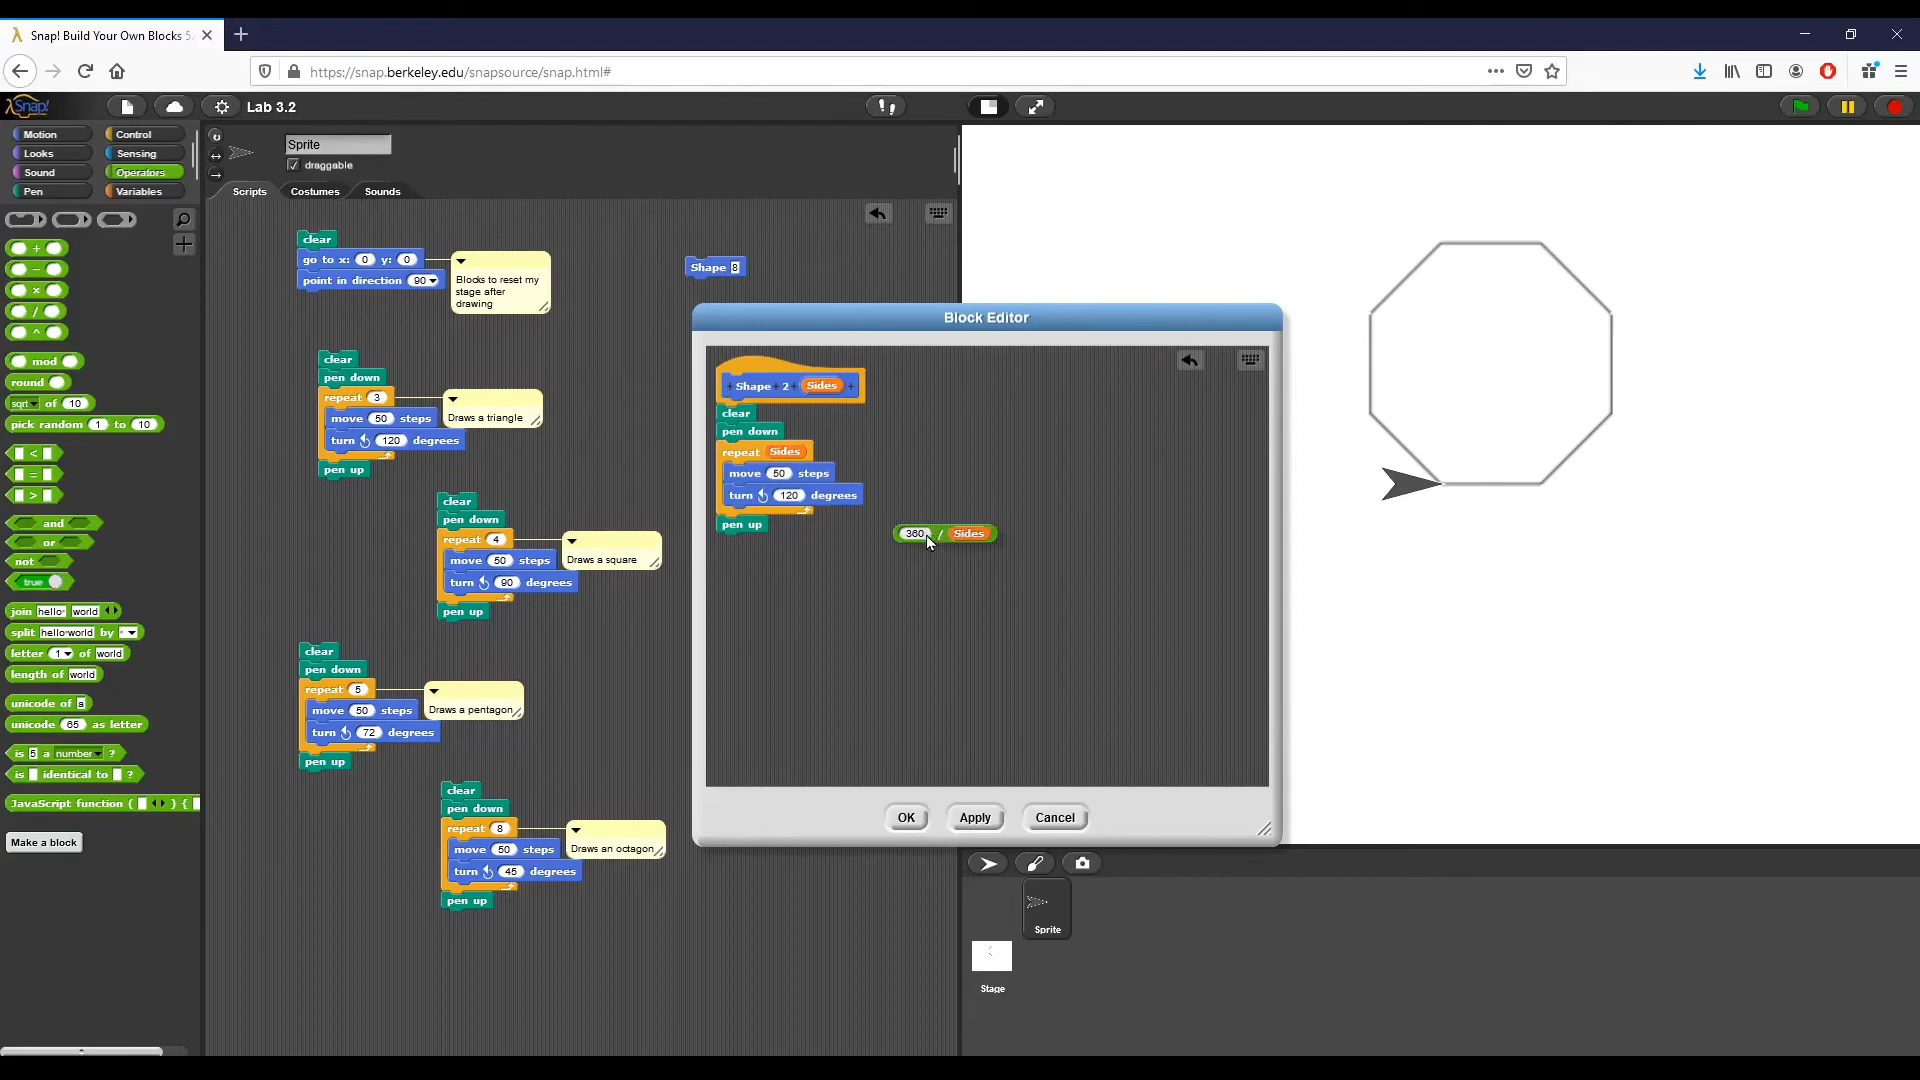 Snap! Build Your Own Blocks 5.
https://snap.berkeley.edu/snapsource/snap.html#
Snap! Lab 3.2
Motion Control
Looks Sensing
Sound Operators
Pen Variables
Sprite
draggable
Scripts Costumes Sounds
+
−
×
/
^
mod
round
sqrt of 10
pick random 1 to 10
<
=
>
and
or
not
true
join hello world
split hello world by
letter 1 of world
length of world
unicode of a
unicode 65 as letter
is 5 a number ?
is identical to ?
JavaScript function ( ) {
Make a block
clear
go to x: 0 y: 0
point in direction 90
Blocks to reset my
stage after
drawing
clear
pen down
repeat 3
move 50 steps
turn 120 degrees
pen up
Draws a triangle
clear
pen down
repeat 4
move 50 steps
turn 90 degrees
pen up
Draws a square
clear
pen down
repeat 5
move 50 steps
turn 72 degrees
pen up
Draws a pentagon
clear
pen down
repeat 8
move 50 steps
turn 45 degrees
pen up
Draws an octagon
Shape 8
Block Editor
+ Shape + 2 + Sides +
clear
pen down
repeat Sides
move 50 steps
turn 120 degrees
pen up
360 / Sides
OK Apply Cancel
Sprite
Stage